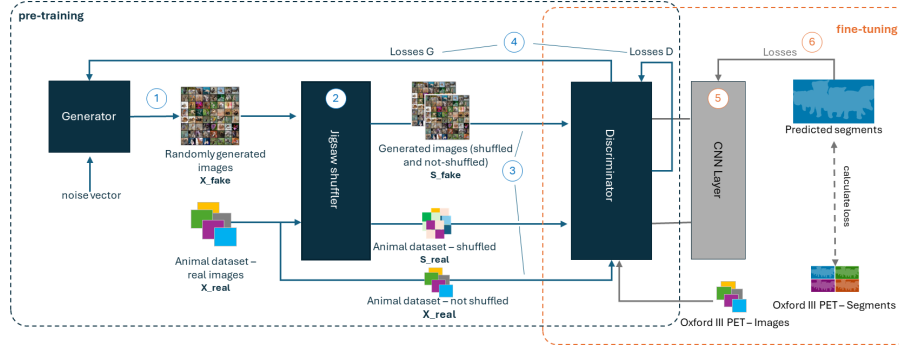 pre-training
fine-tuning
Losses G
4
Losses D
6
Losses
Generator
1
2
5
Jigsaw shuffler
Discriminator
CNN Layer
Randomly generated
images
X_fake
Generated images (shuffled
and not-shuffled)
S_fake
3
Predicted segments
noise vector
calculate loss
Animal dataset –
real images
X_real
Animal dataset – shuffled
S_real
Animal dataset – not shuffled
X_real
Oxford III PET – Images
Oxford III PET – Segments